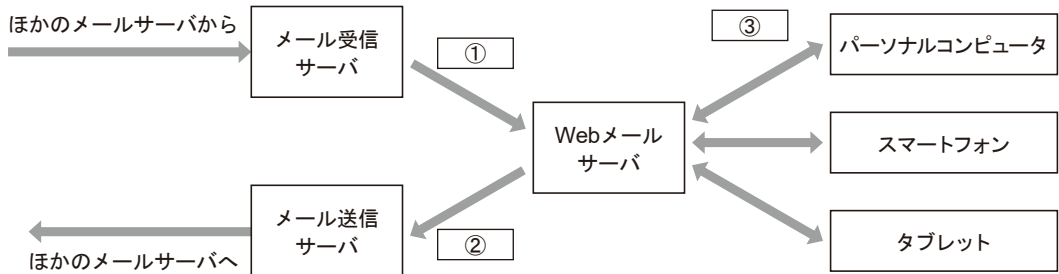 ほかのメールサーバから
メール受信
サーバ
①
③
パーソナルコンピュータ
Webメール
サーバ
スマートフォン
メール送信
サーバ
②
タブレット
ほかのメールサーバへ